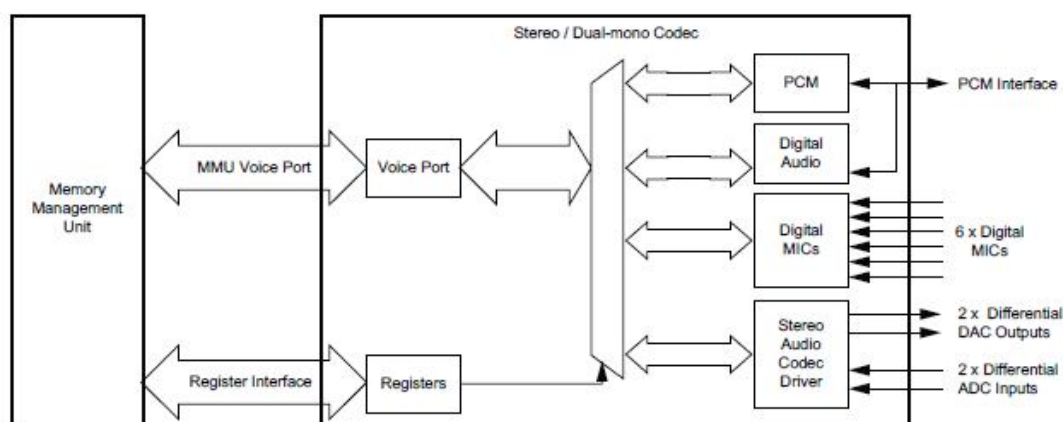 Stereo / Dual-mono Codec
PCM
PCM Interface
Digital
Audio
MMU Voice Port
Voice Port
Memory
Management
Unit
Digital
MICs
6 x Digital
MICs
Stereo
Audio
Codec
Driver
2 x Differential
DAC Outputs
2 x Differential
ADC Inputs
Register Interface
Registers